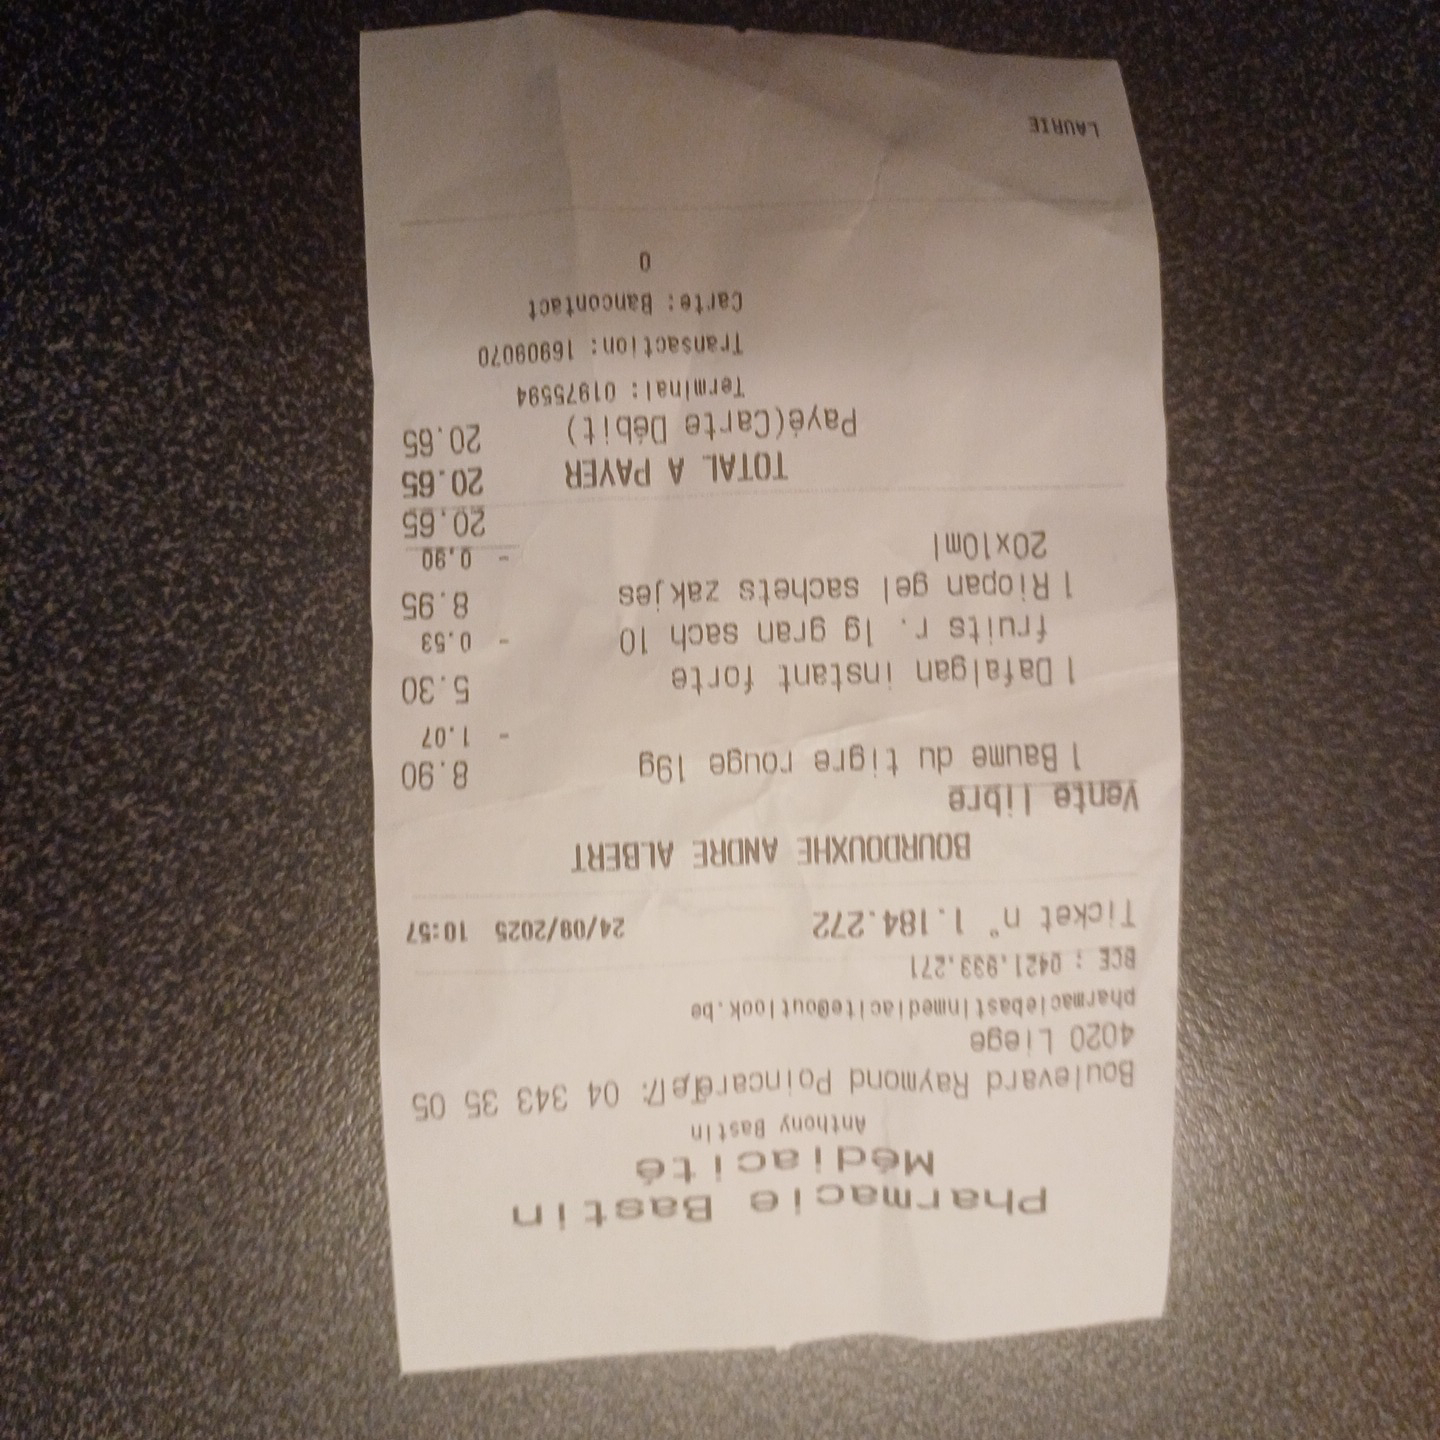 Pharmacie Bastin
Médiacité
Anthony Bastin
Boulevard Raymond Poincaré, 7: 04 343 35 05
4020 Liege
pharmaciebastinmediacite@outlook.be
BCE : 0421.933.271
Ticket n° 1.184.272 24/09/2025 10:57
BOURDOUXHE ANDRE ALBERT
Vente libre
1 Baume du tigre rouge 19g 8.90
- 1.07
1 Dafalgan instant forte 5.30
fruits r. 1g gran sach 10 - 0.53
1 Riopan gel sachets zakjes 8.95
20x10ml - 0.90
20.65
TOTAL A PAYER 20.65
Payé(Carte Débit) 20.65
Terminal: 01975594
Transaction: 16909070
Carte: Bancontact
0
LAURIE